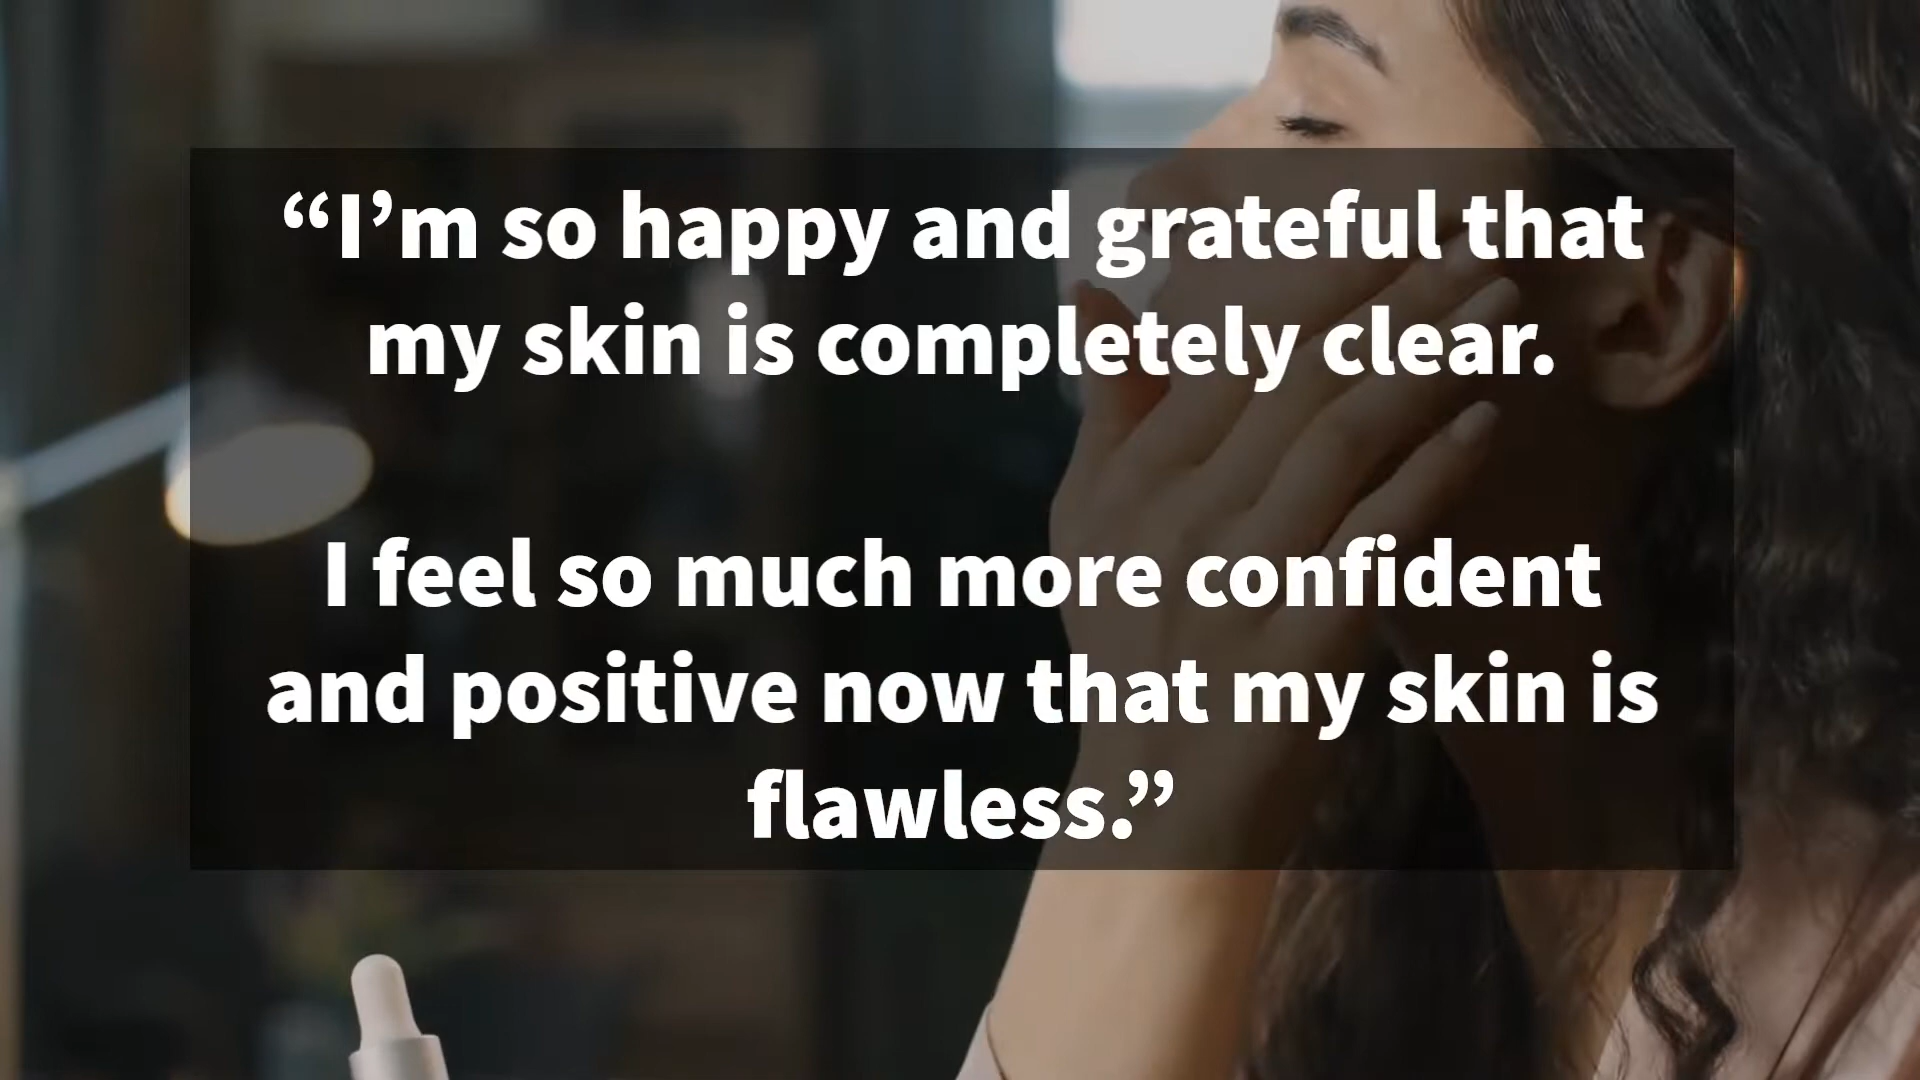 “I’m so happy and grateful that
my skin is completely clear.
I feel so much more confident
and positive now that my skin is
flawless.”